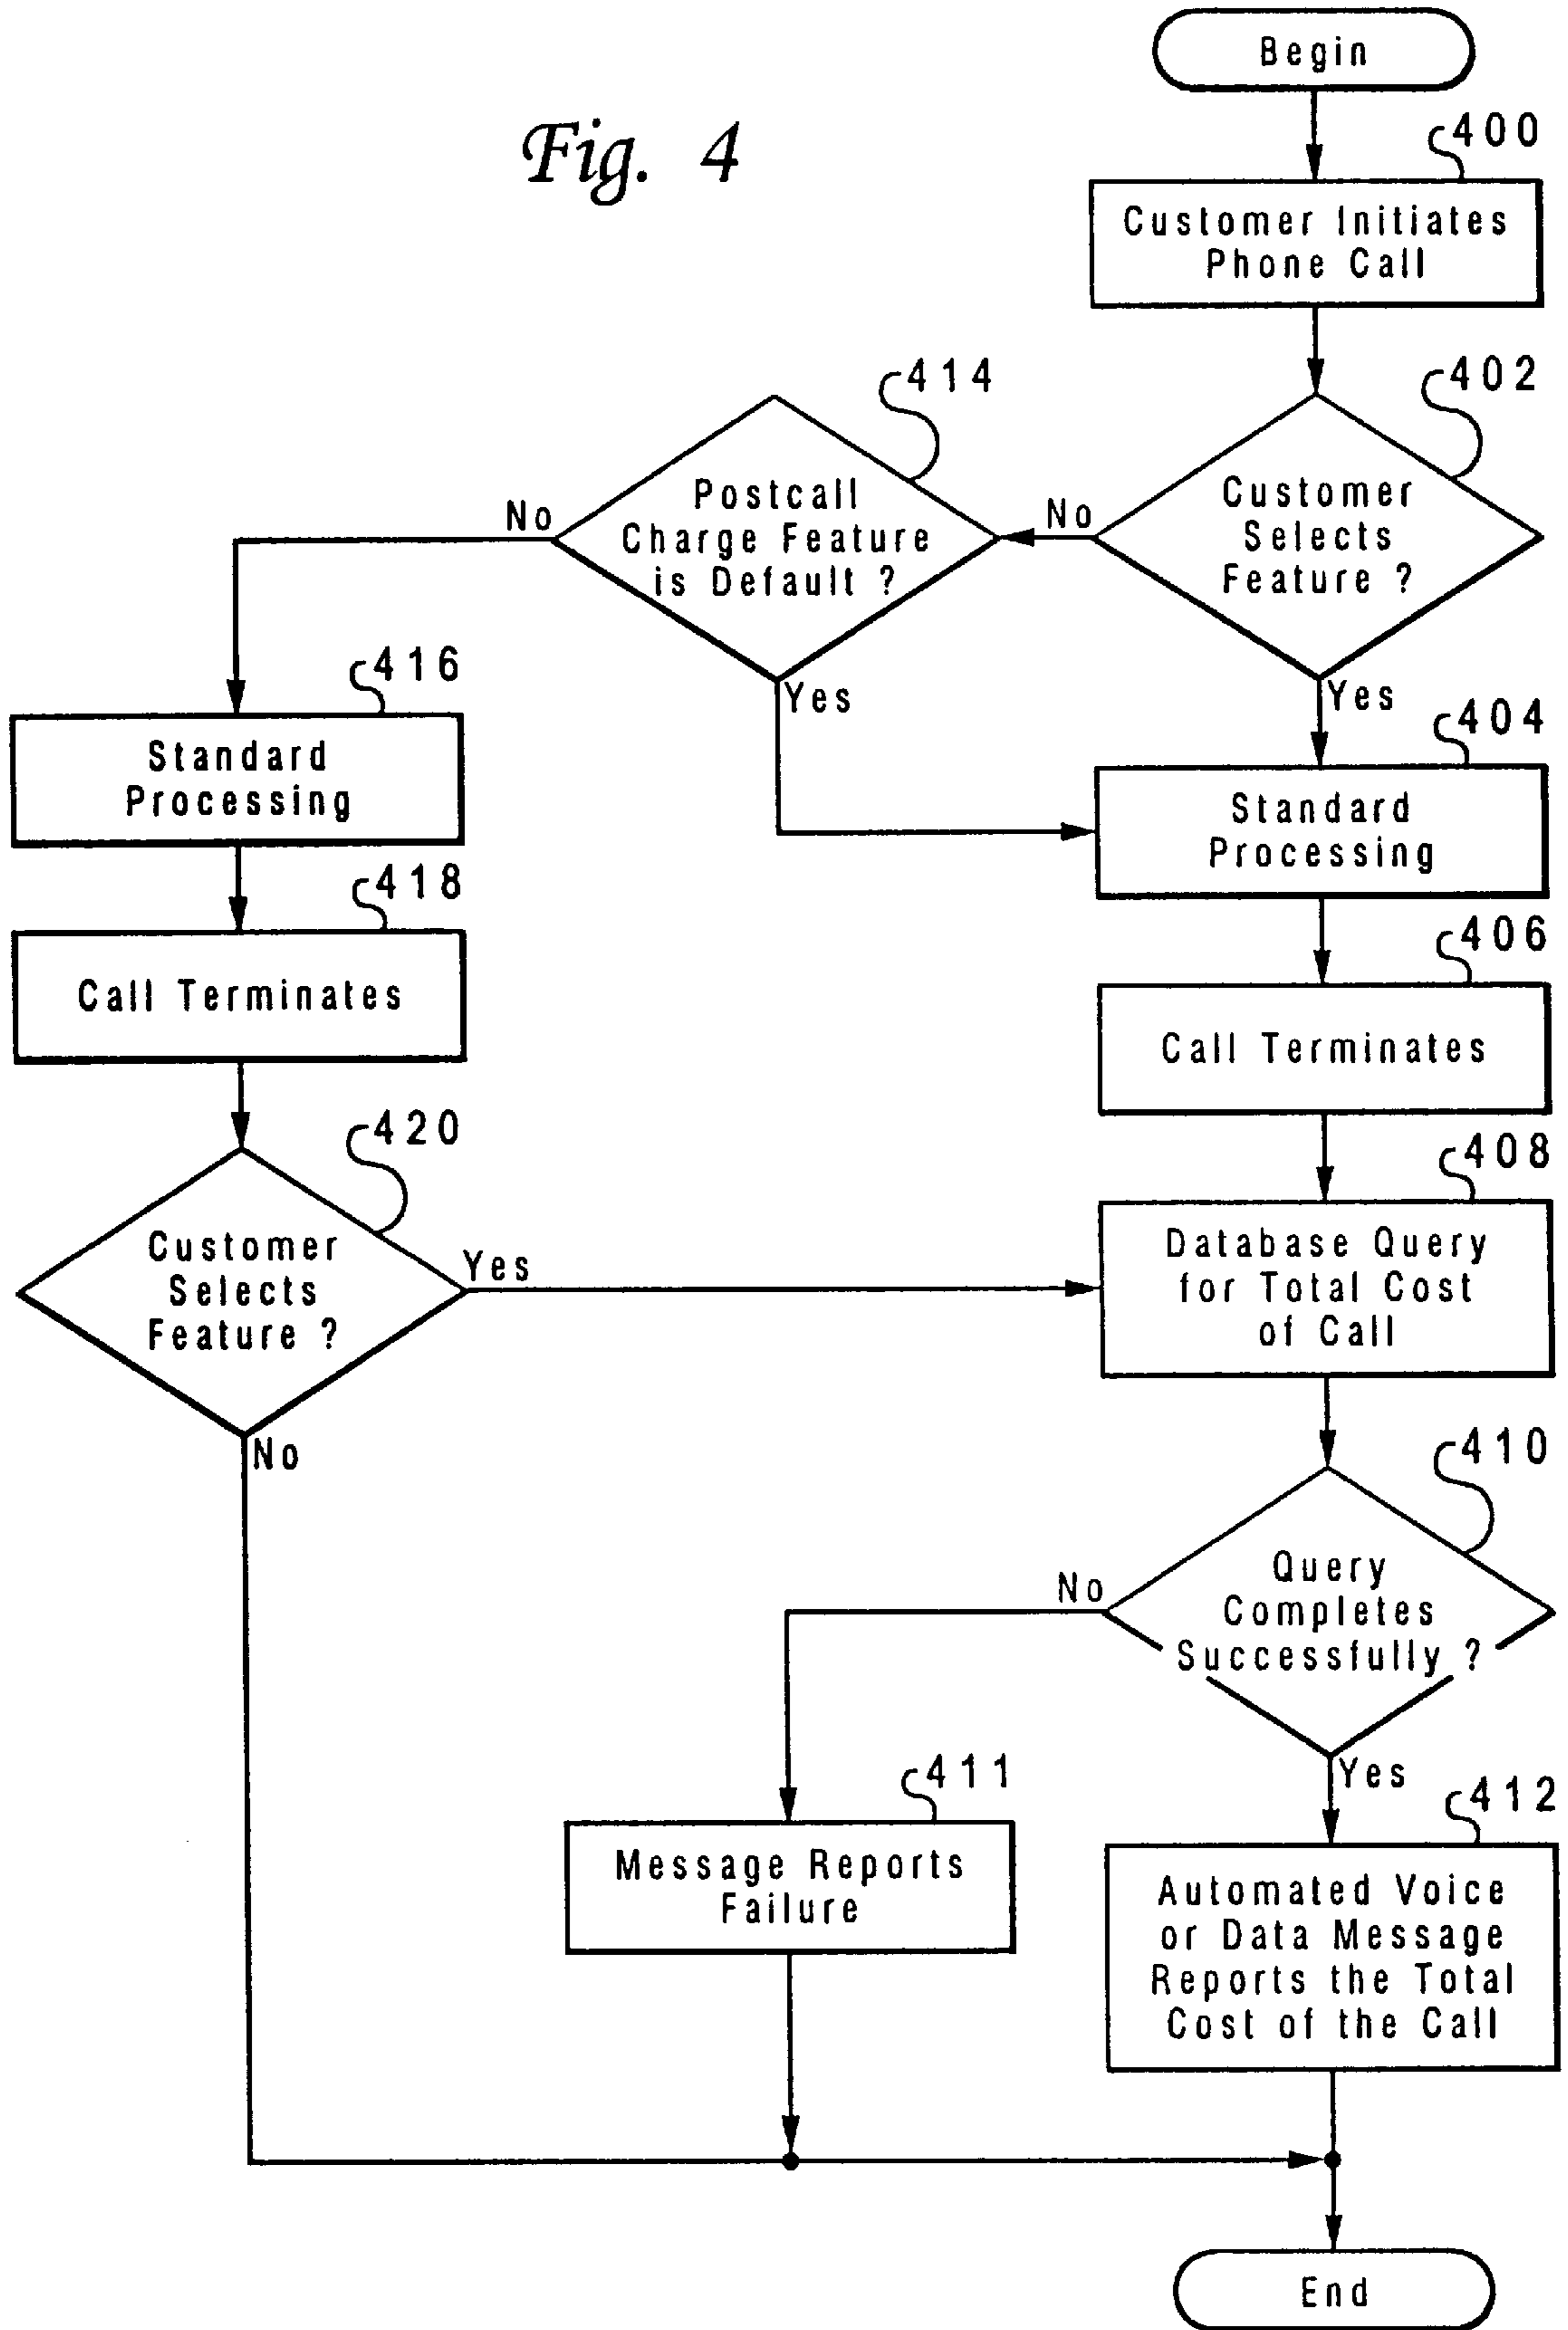 Begin
Fig. 4
400
Customer Initiates
Phone Call
402
Customer
Selects
Feature ?
No
Yes
414
Postcall
Charge Feature
is Default ?
No
Yes
416
Standard
Processing
404
Standard
Processing
418
Call Terminates
406
Call Terminates
420
Customer
Selects
Feature ?
Yes
No
408
Database Query
for Total Cost
of Call
410
Query
Completes
Successfully ?
No
Yes
411
Message Reports
Failure
412
Automated Voice
or Data Message
Reports the Total
Cost of the Call
End